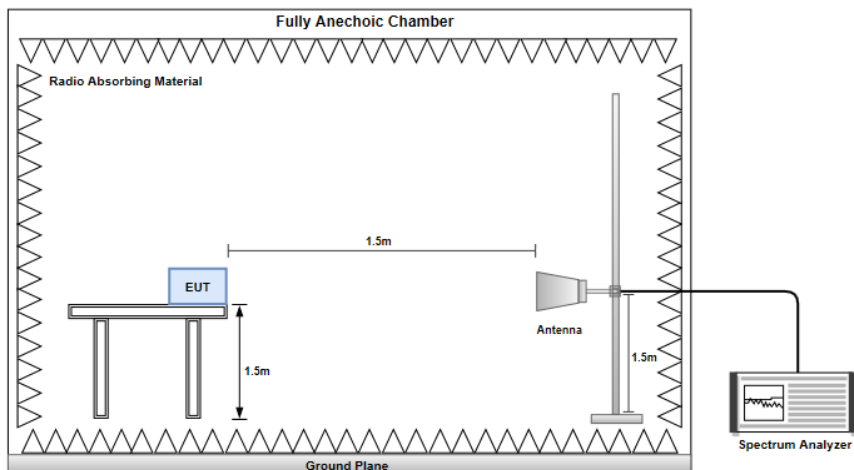 Fully Anechoic Chamber
Radio Absorbing Material
1.5m
EUT
Antenna
1.5m
1.5m
Spectrum Analyzer
Ground Plane